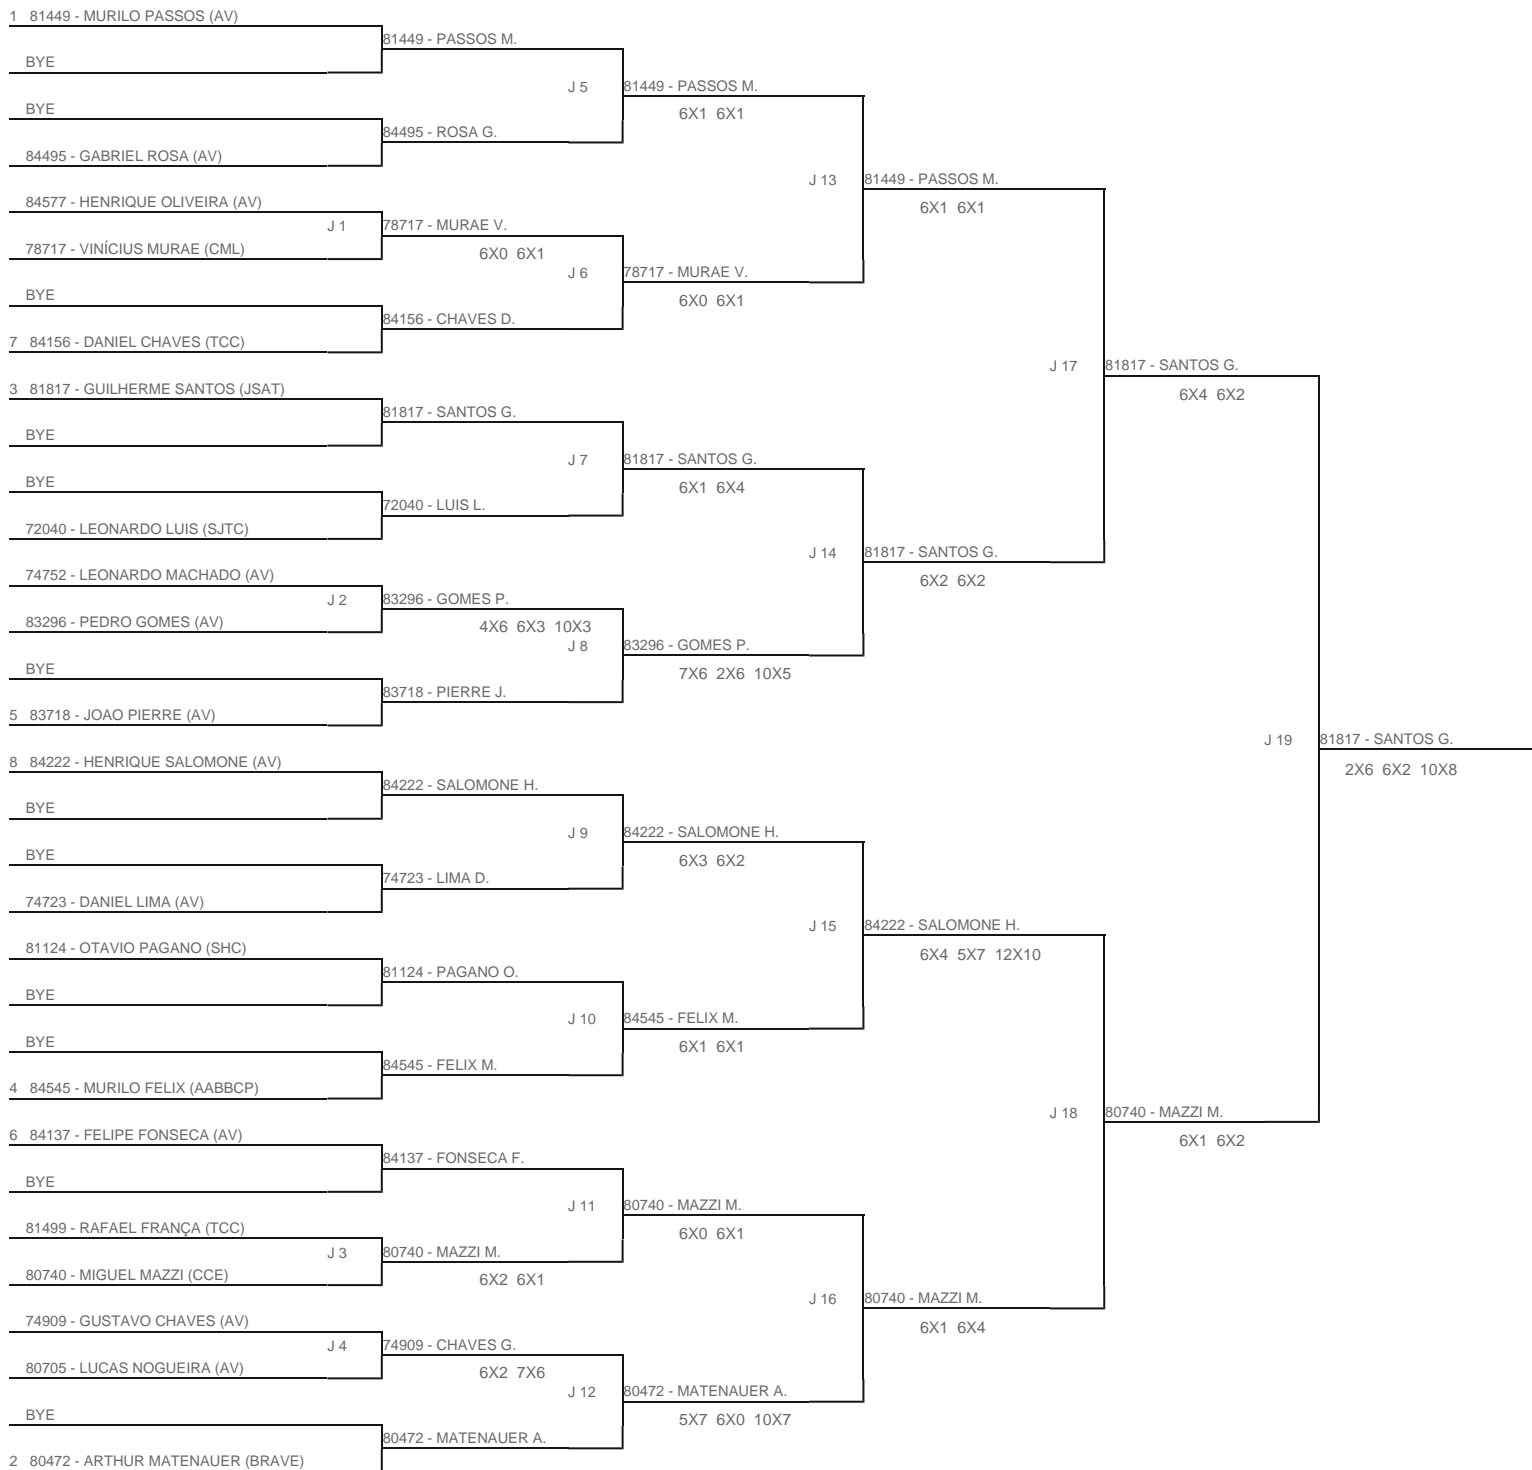 1 81449 - MURILO PASSOS (AV)
81449 - PASSOS M.
BYE
J 5
81449 - PASSOS M.
6X1 6X1
BYE
84495 - ROSA G.
84495 - GABRIEL ROSA (AV)
J 13
81449 - PASSOS M.
6X1 6X1
84577 - HENRIQUE OLIVEIRA (AV)
J 1
78717 - MURAE V.
6X0 6X1
78717 - VINÍCIUS MURAE (CML)
J 6
78717 - MURAE V.
6X0 6X1
BYE
84156 - CHAVES D.
7 84156 - DANIEL CHAVES (TCC)
J 17
81817 - SANTOS G.
6X4 6X2
3 81817 - GUILHERME SANTOS (JSAT)
81817 - SANTOS G.
BYE
J 7
81817 - SANTOS G.
6X1 6X4
BYE
72040 - LUIS L.
72040 - LEONARDO LUIS (SJTC)
J 14
81817 - SANTOS G.
6X2 6X2
74752 - LEONARDO MACHADO (AV)
J 2
83296 - GOMES P.
4X6 6X3 10X3
83296 - PEDRO GOMES (AV)
J 8
83296 - GOMES P.
7X6 2X6 10X5
BYE
83718 - PIERRE J.
5 83718 - JOAO PIERRE (AV)
J 19
81817 - SANTOS G.
2X6 6X2 10X8
8 84222 - HENRIQUE SALOMONE (AV)
84222 - SALOMONE H.
BYE
J 9
84222 - SALOMONE H.
6X3 6X2
BYE
74723 - LIMA D.
74723 - DANIEL LIMA (AV)
J 15
84222 - SALOMONE H.
6X4 5X7 12X10
81124 - OTAVIO PAGANO (SHC)
81124 - PAGANO O.
BYE
J 10
84545 - FELIX M.
6X1 6X1
BYE
84545 - FELIX M.
4 84545 - MURILO FELIX (AABBCP)
J 18
80740 - MAZZI M.
6X1 6X2
6 84137 - FELIPE FONSECA (AV)
84137 - FONSECA F.
BYE
J 11
80740 - MAZZI M.
6X0 6X1
81499 - RAFAEL FRANÇA (TCC)
J 3
80740 - MAZZI M.
6X2 6X1
80740 - MIGUEL MAZZI (CCE)
J 16
80740 - MAZZI M.
6X1 6X4
74909 - GUSTAVO CHAVES (AV)
J 4
74909 - CHAVES G.
6X2 7X6
80705 - LUCAS NOGUEIRA (AV)
J 12
80472 - MATENAUER A.
5X7 6X0 10X7
BYE
80472 - MATENAUER A.
2 80472 - ARTHUR MATENAUER (BRAVE)